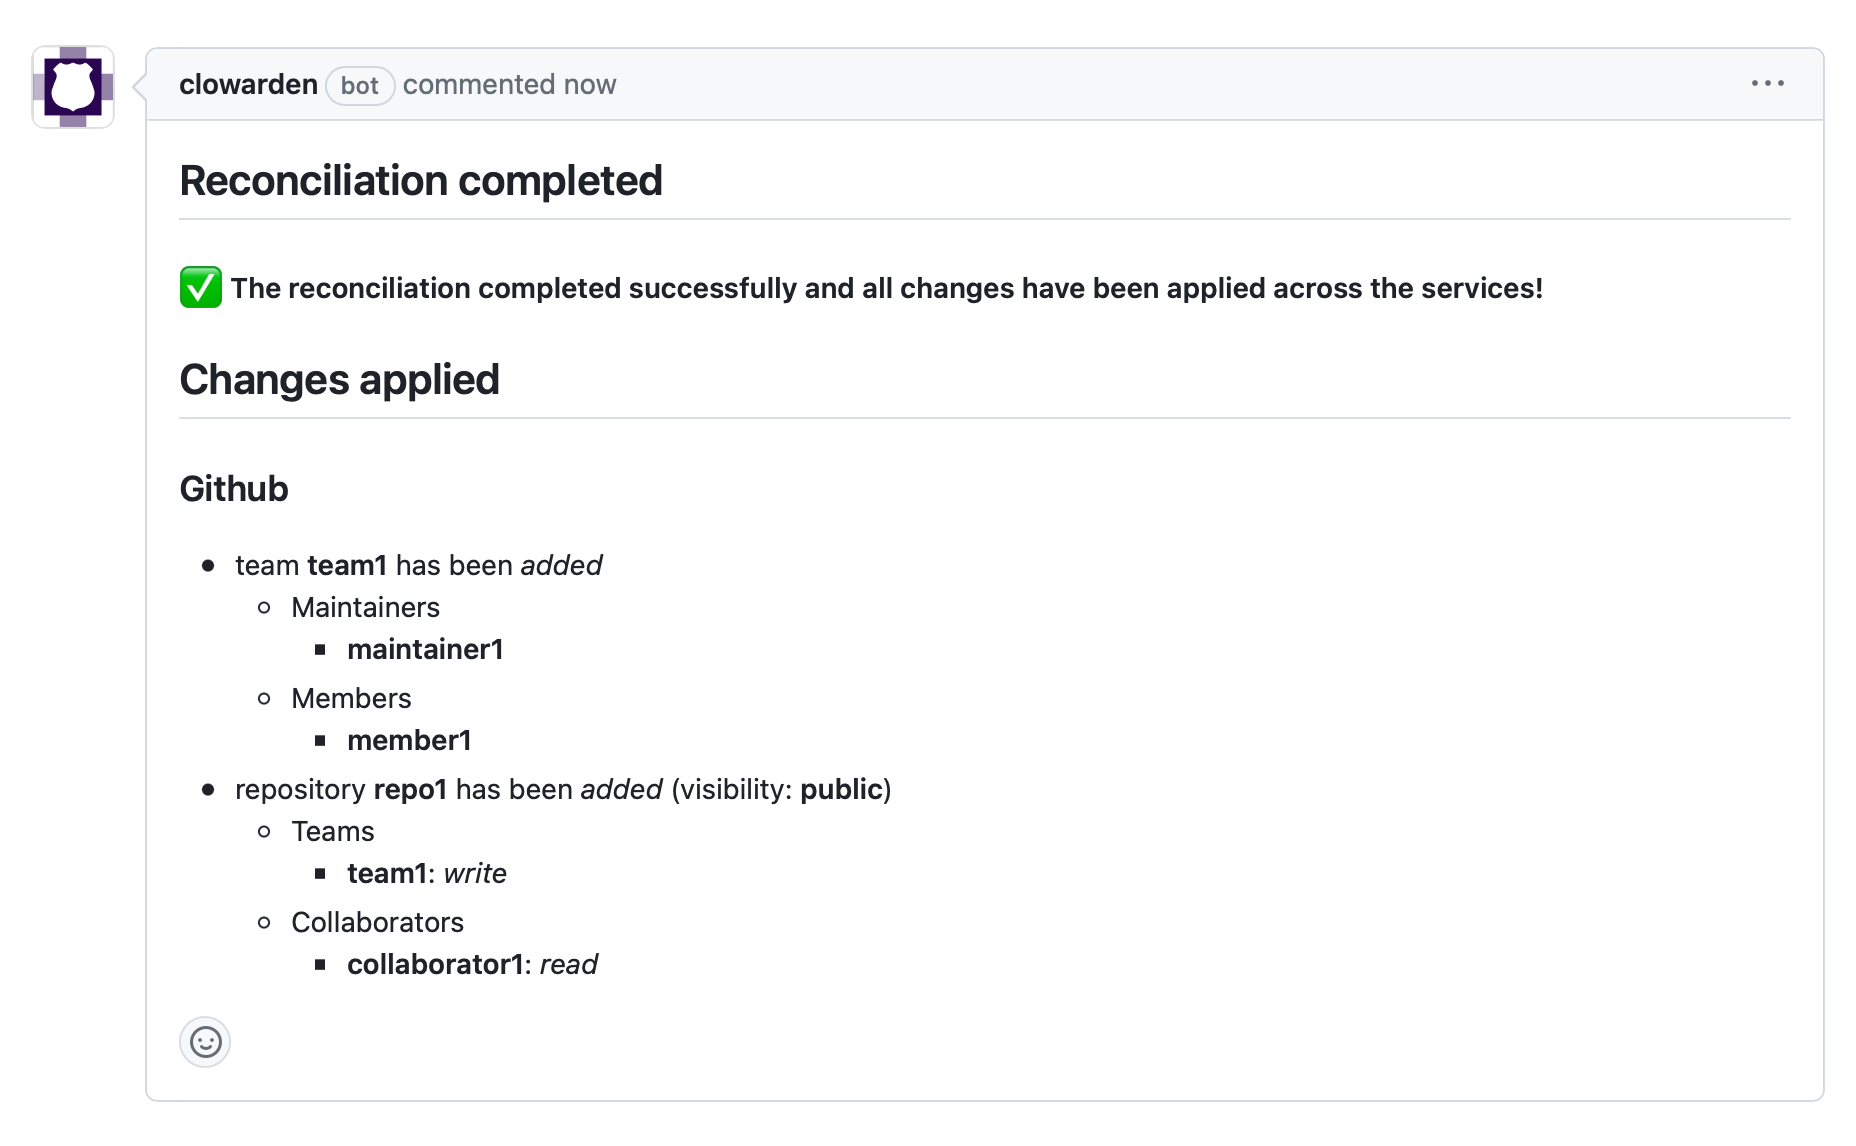 clowarden bot commented now
Reconciliation completed
✅ The reconciliation completed successfully and all changes have been applied across the services!
Changes applied
Github
team team1 has been added
Maintainers
maintainer1
Members
member1
repository repo1 has been added (visibility: public)
Teams
team1: write
Collaborators
collaborator1: read